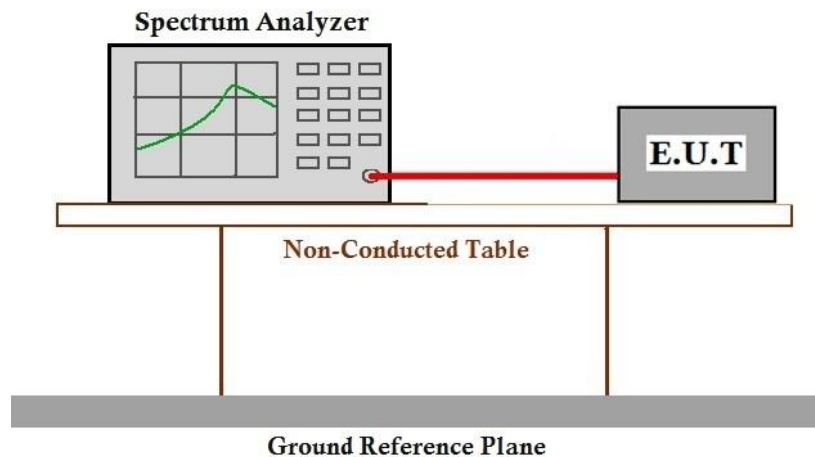 Spectrum Analyzer
E.U.T
Non-Conducted Table
Ground Reference Plane